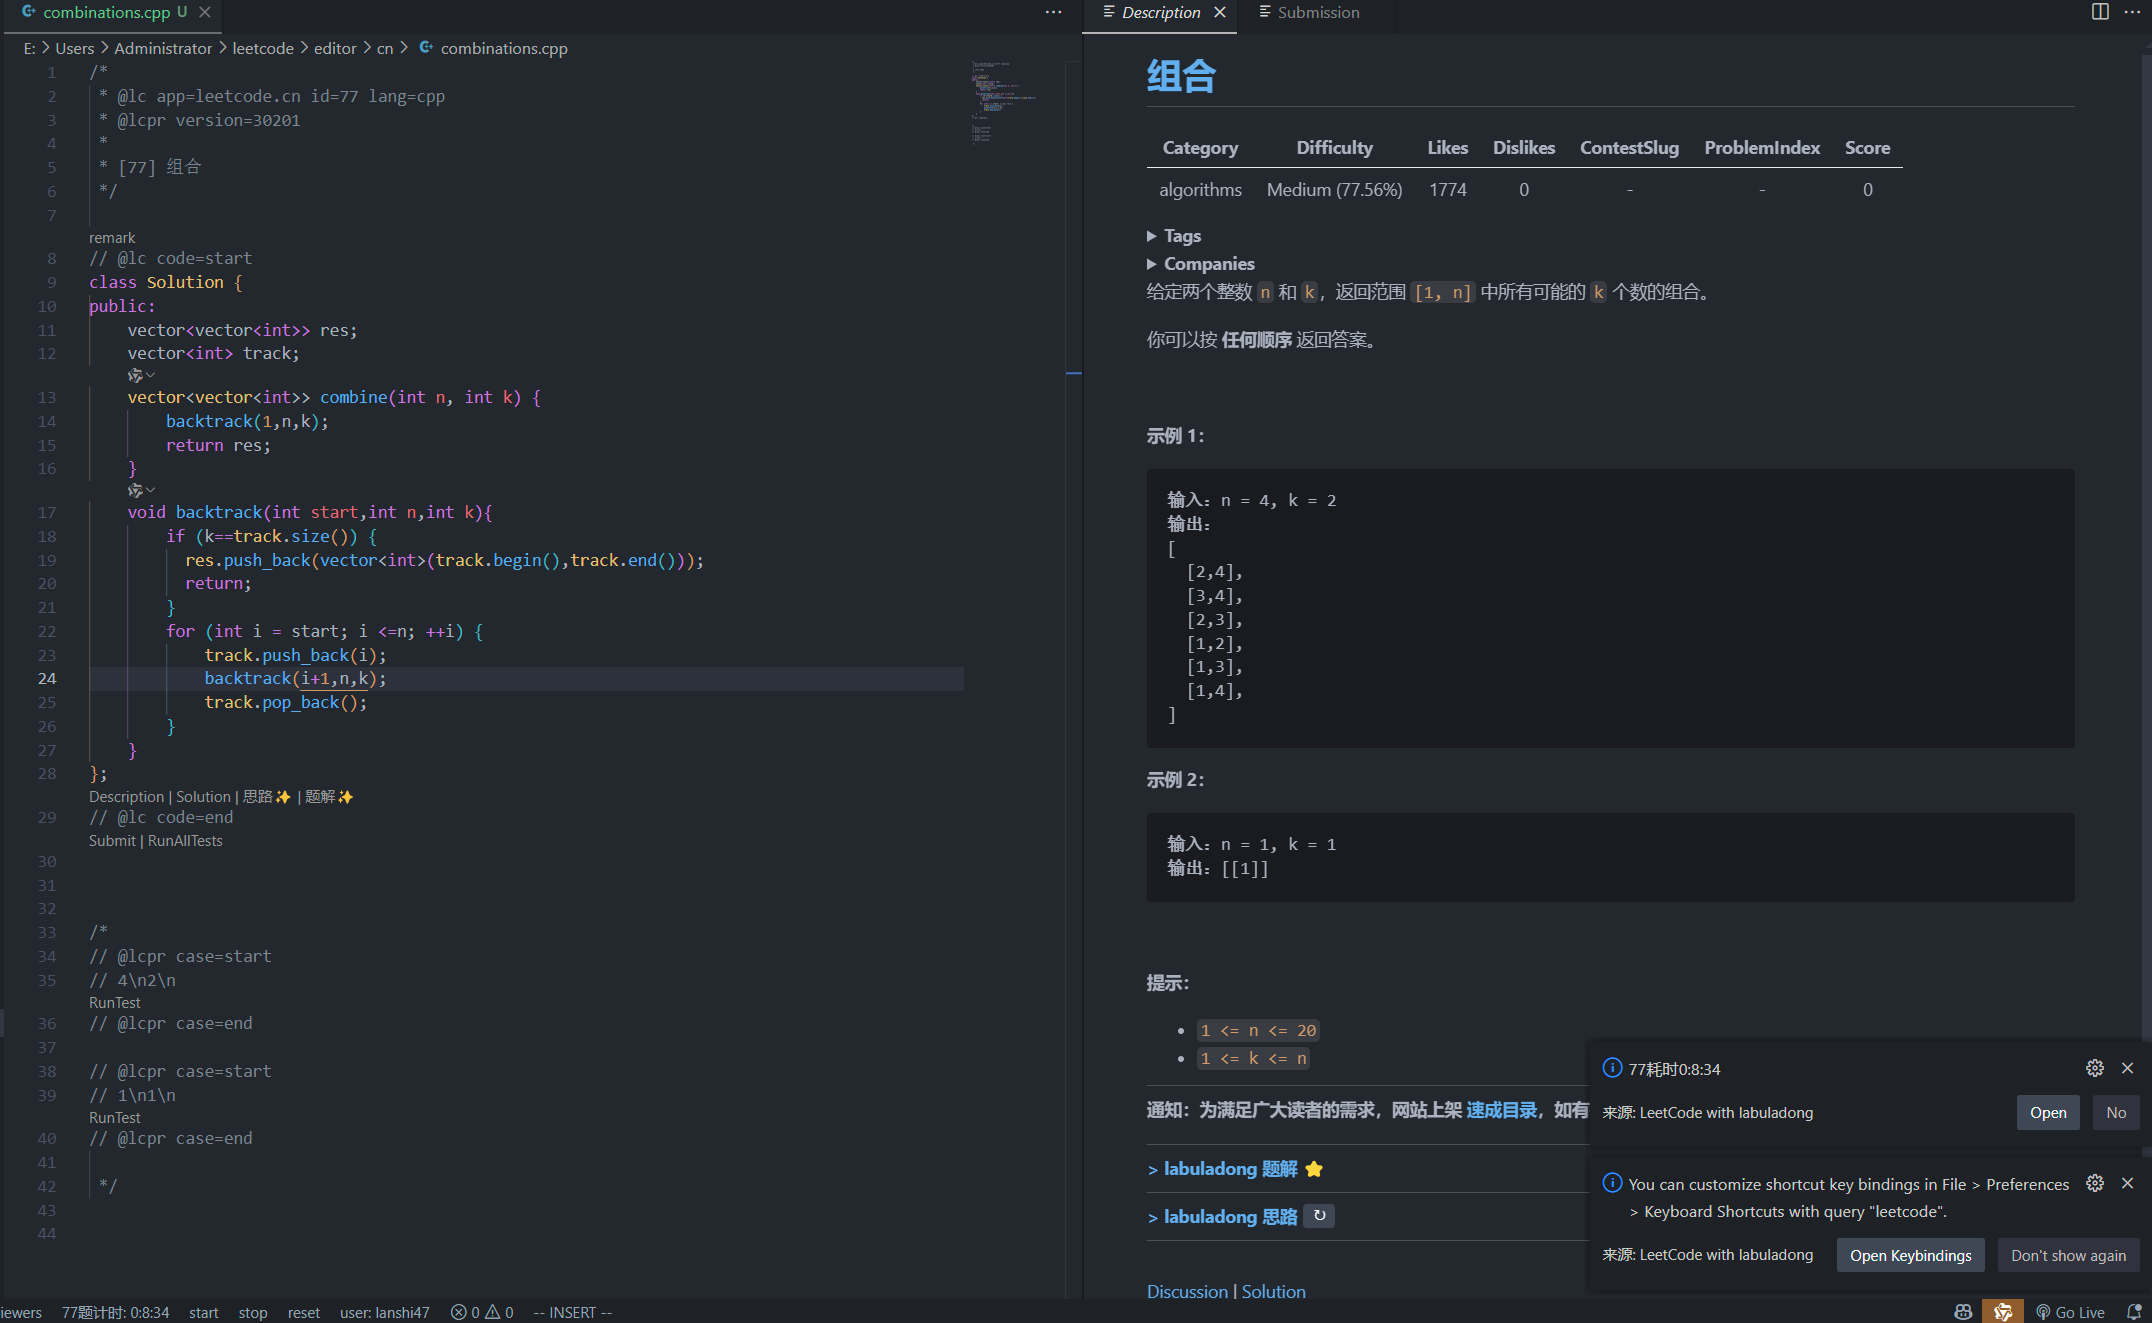 combinations.cpp U
E: > Users > Administrator > leetcode > editor > cn > combinations.cpp
1 /*
2 * @lc app=leetcode.cn id=77 lang=cpp
3 * @lcpr version=30201
4 *
5 * [77] 组合
6 */
7
remark
8 // @lc code=start
9 class Solution {
10 public:
11 vector<vector<int>> res;
12 vector<int> track;
13 vector<vector<int>> combine(int n, int k) {
14 backtrack(1,n,k);
15 return res;
16 }
17 void backtrack(int start,int n,int k){
18 if (k==track.size()) {
19 res.push_back(vector<int>(track.begin(),track.end()));
20 return;
21 }
22 for (int i = start; i <=n; ++i) {
23 track.push_back(i);
24 backtrack(i+1,n,k);
25 track.pop_back();
26 }
27 }
28 };
Description | Solution | 思路✨ | 题解✨
29 // @lc code=end
Submit | RunAllTests
30
31
32
33 /*
34 // @lcpr case=start
35 // 4\n2\n
RunTest
36 // @lcpr case=end
37
38 // @lcpr case=start
39 // 1\n1\n
RunTest
40 // @lcpr case=end
41
42 */
43
44
Description Submission
组合
Category Difficulty Likes Dislikes ContestSlug ProblemIndex Score
algorithms Medium (77.56%) 1774 0 - - 0
Tags
Companies
给定两个整数 n 和 k，返回范围 [1, n] 中所有可能的 k 个数的组合。
你可以按 任何顺序 返回答案。
示例 1：
输入：n = 4, k = 2
输出：
[
[2,4],
[3,4],
[2,3],
[1,2],
[1,3],
[1,4],
]
示例 2：
输入：n = 1, k = 1
输出：[[1]]
提示：
1 <= n <= 20
1 <= k <= n
通知：为满足广大读者的需求，网站上架 速成目录，如有
> labuladong 题解 ⭐
> labuladong 思路
Discussion | Solution
77耗时0:8:34
来源: LeetCode with labuladong
Open No
You can customize shortcut key bindings in File > Preferences
> Keyboard Shortcuts with query "leetcode".
来源: LeetCode with labuladong
Open Keybindings Don't show again
iewers 77题计时: 0:8:34 start stop reset user: lanshi47 0 0 -- INSERT -- Go Live